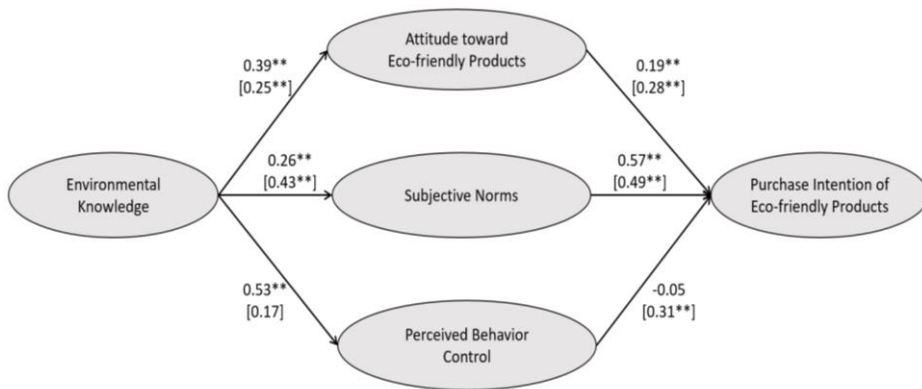 Attitude toward
Eco-friendly Products
0.39**
[0.25**]
0.19**
[0.28**]
Environmental
Knowledge
0.26**
[0.43**]
Subjective Norms
0.57**
[0.49**]
Purchase Intention of
Eco-friendly Products
0.53**
[0.17]
-0.05
[0.31**]
Perceived Behavior
Control